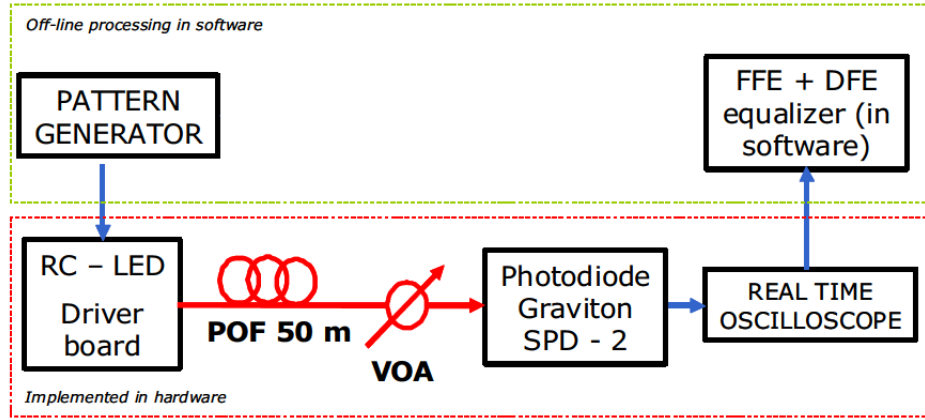 Off-line processing in software
PATTERN
GENERATOR
FFE + DFE
equalizer (in
software)
RC – LED
Driver
board
POF 50 m
VOA
Photodiode
Graviton
SPD - 2
REAL TIME
OSCILLOSCOPE
Implemented in hardware